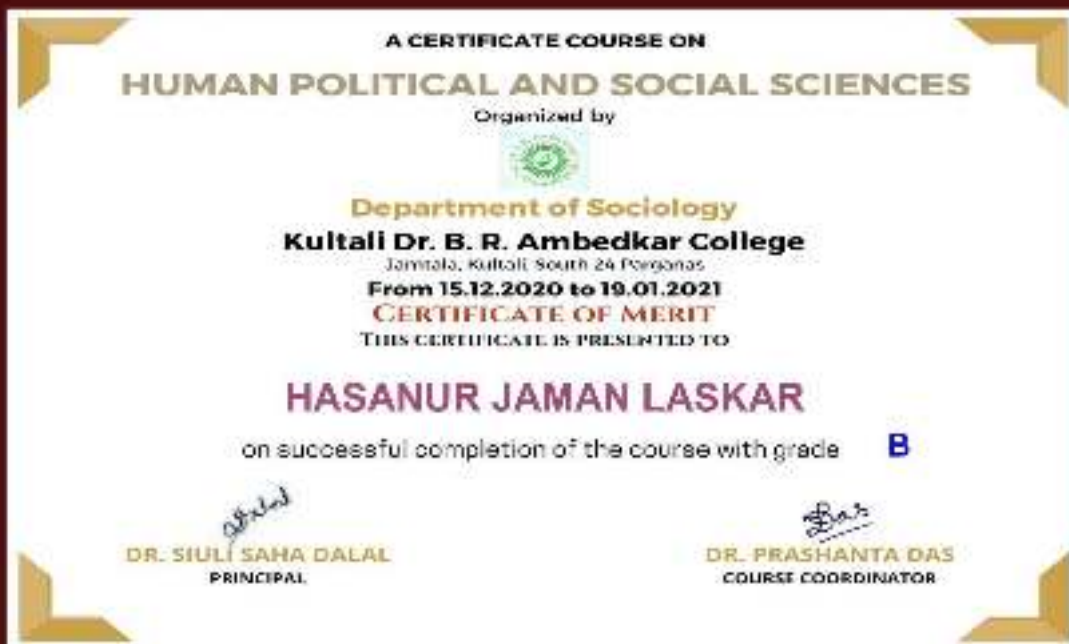 A CERTIFICATE COURSE ON
HUMAN POLITICAL AND SOCIAL SCIENCES
Organized by
Department of Sociology
Kultali Dr. B. R. Ambedkar College
Jamtala, Kultali, South 24 Parganas
From 15.12.2020 to 19.01.2021
CERTIFICATE OF MERIT
THIS CERTIFICATE IS PRESENTED TO
HASANUR JAMAN LASKAR
on successful completion of the course with grade B
Das
DR. SIULI SAHA DALAL
DR. PRASHANTA DAS
PRINCIPAL
COURSE COORDINATOR